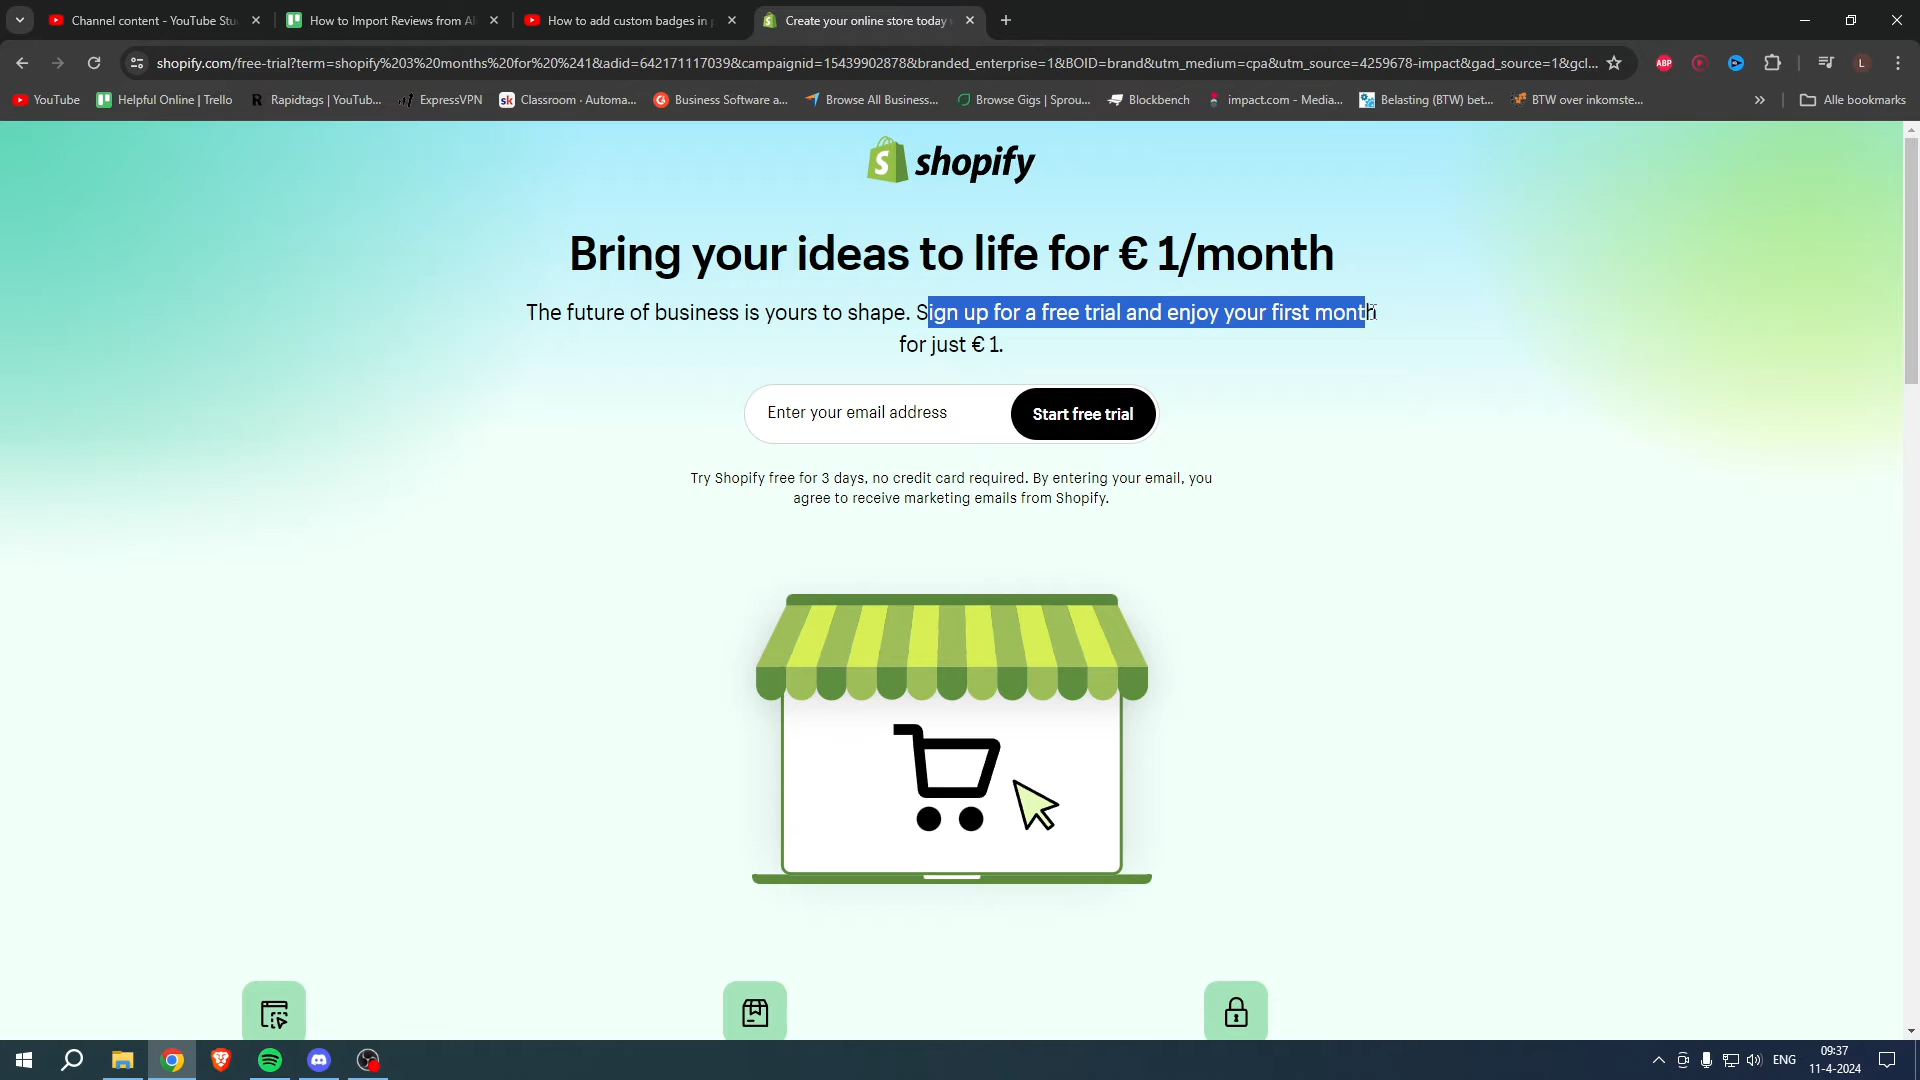 Channel content - YouTube Stu
How to Import Reviews from Al
How to add custom badges in p
Create your online store today
shopify.com/free-trial?term=shopify%203%20months%20for%20%241&adid=642171117039&campaignid=15439902878&branded_enterprise=1&BOID=brand&utm_medium=cpa&utm_source=4259678-impact&gad_source=1&gcl...
ABP
L
YouTube
Helpful Online | Trello
R Rapidtags | YouTub...
ExpressVPN
sk Classroom - Automa...
Business Software a...
Browse All Business...
Browse Gigs | Sprou...
Blockbench
impact.com - Media...
Belasting (BTW) bet...
BTW over inkomste...
Alle bookmarks
shopify
Bring your ideas to life for € 1/month
The future of business is yours to shape. Sign up for a free trial and enjoy your first month
for just € 1.
Enter your email address
Start free trial
Try Shopify free for 3 days, no credit card required. By entering your email, you
agree to receive marketing emails from Shopify.
ENG
09:37
11-4-2024